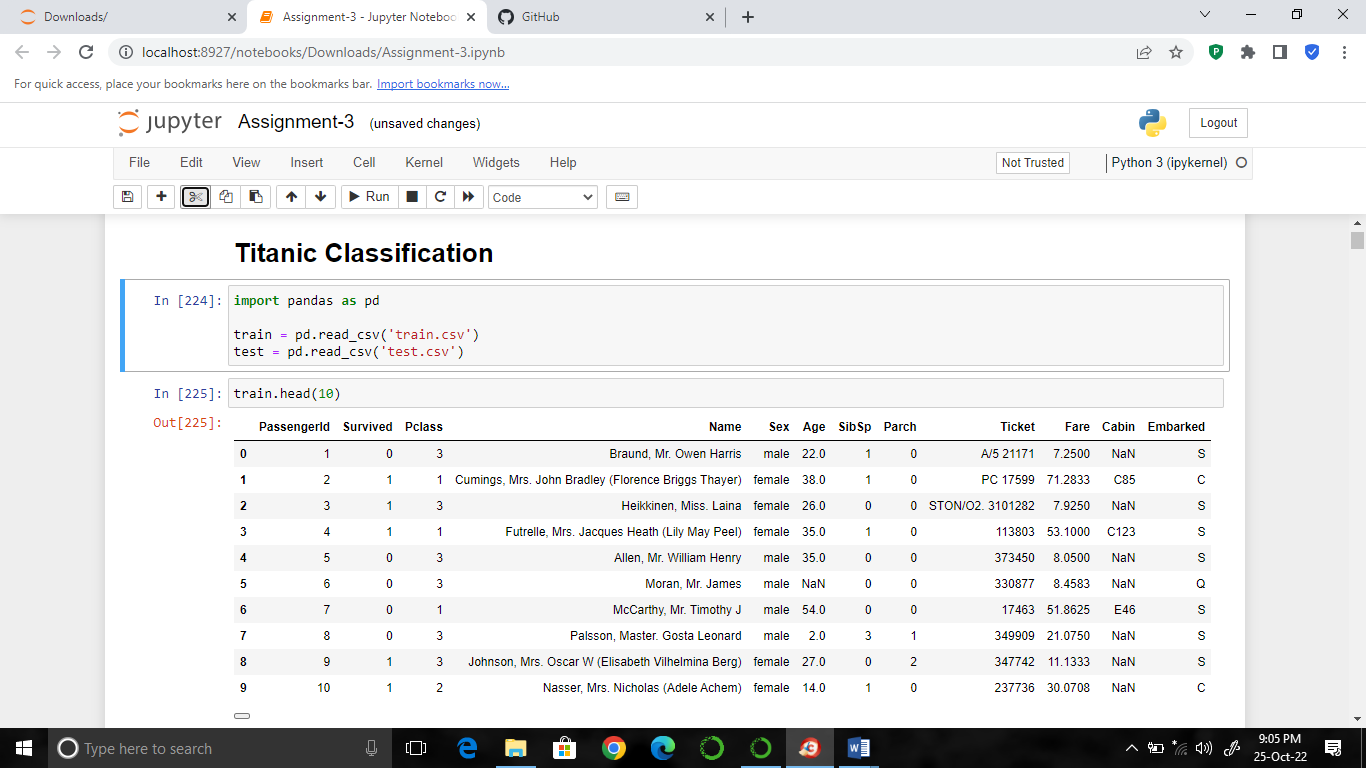 Downloads/
Assignment-3 - Jupyter Noteboo
GitHub
localhost:8927/notebooks/Downloads/Assignment-3.ipynb
For quick access, place your bookmarks here on the bookmarks bar. Import bookmarks now...
jupyter Assignment-3 (unsaved changes)
Logout
File Edit View Insert Cell Kernel Widgets Help
Not Trusted
Python 3 (ipykernel)
Run
Code
Titanic Classification
In [224]: import pandas as pd
train = pd.read_csv('train.csv')
test = pd.read_csv('test.csv')
In [225]: train.head(10)
Out[225]:
PassengerId Survived Pclass Name Sex Age SibSp Parch Ticket Fare Cabin Embarked
0 1 0 3 Braund, Mr. Owen Harris male 22.0 1 0 A/5 21171 7.2500 NaN S
1 2 1 1 Cumings, Mrs. John Bradley (Florence Briggs Thayer) female 38.0 1 0 PC 17599 71.2833 C85 C
2 3 1 3 Heikkinen, Miss. Laina female 26.0 0 0 STON/O2. 3101282 7.9250 NaN S
3 4 1 1 Futrelle, Mrs. Jacques Heath (Lily May Peel) female 35.0 1 0 113803 53.1000 C123 S
4 5 0 3 Allen, Mr. William Henry male 35.0 0 0 373450 8.0500 NaN S
5 6 0 3 Moran, Mr. James male NaN 0 0 330877 8.4583 NaN Q
6 7 0 1 McCarthy, Mr. Timothy J male 54.0 0 0 17463 51.8625 E46 S
7 8 0 3 Palsson, Master. Gosta Leonard male 2.0 3 1 349909 21.0750 NaN S
8 9 1 3 Johnson, Mrs. Oscar W (Elisabeth Vilhelmina Berg) female 27.0 0 2 347742 11.1333 NaN S
9 10 1 2 Nasser, Mrs. Nicholas (Adele Achem) female 14.0 1 0 237736 30.0708 NaN C
Type here to search
9:05 PM
25-Oct-22